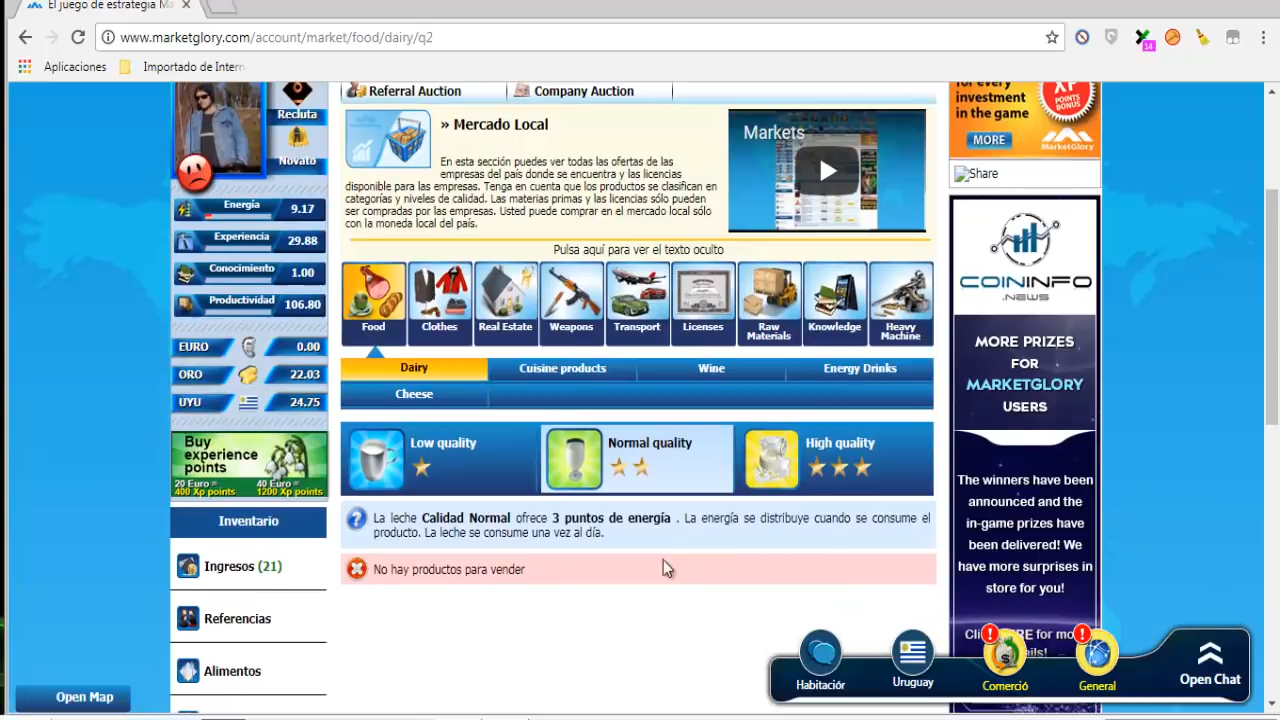 El juego de estrategia Ma
www.marketglory.com/account/market/food/dairy/q2
14
Aplicaciones
Importado de Intern
Recluta
Novato
Energía 9.17
Experiencia 29.88
Conocimiento 1.00
Productividad 106.80
EURO 0.00
ORO 22.03
UYU 24.75
Buy
experience
points
20 Euro = 40 Euro =
400 Xp points 1200 Xp points
Inventario
Ingresos (21)
Referencias
Alimentos
Open Map
Referral Auction Company Auction
» Mercado Local
En esta sección puedes ver todas las ofertas de las
empresas del país donde se encuentra y las licencias
disponible para las empresas. Tenga en cuenta que los productos se clasifican en
categorías y niveles de calidad. Las materias primas y las licencias sólo pueden
ser compradas por las empresas. Usted puede comprar en el mercado local sólo
con la moneda local del país.
Markets
Pulsa aquí para ver el texto oculto
Food Clothes Real Estate Weapons Transport Licenses Raw Materials Knowledge Heavy Machine
Dairy Cuisine products Wine Energy Drinks
Cheese
Low quality Normal quality High quality
La leche Calidad Normal ofrece 3 puntos de energía . La energía se distribuye cuando se consume el
producto. La leche se consume una vez al día.
No hay productos para vender
for every
investment
in the game
XP
POINTS
BONUS
MORE
MarketGlory
Share
COININFO
.NEWS
MORE PRIZES
FOR
MARKETGLORY
USERS
The winners have been
announced and the
in-game prizes have
been delivered! We
have more surprises in
store for you!
Habitación
Uruguay
Comerció
General
Open Chat